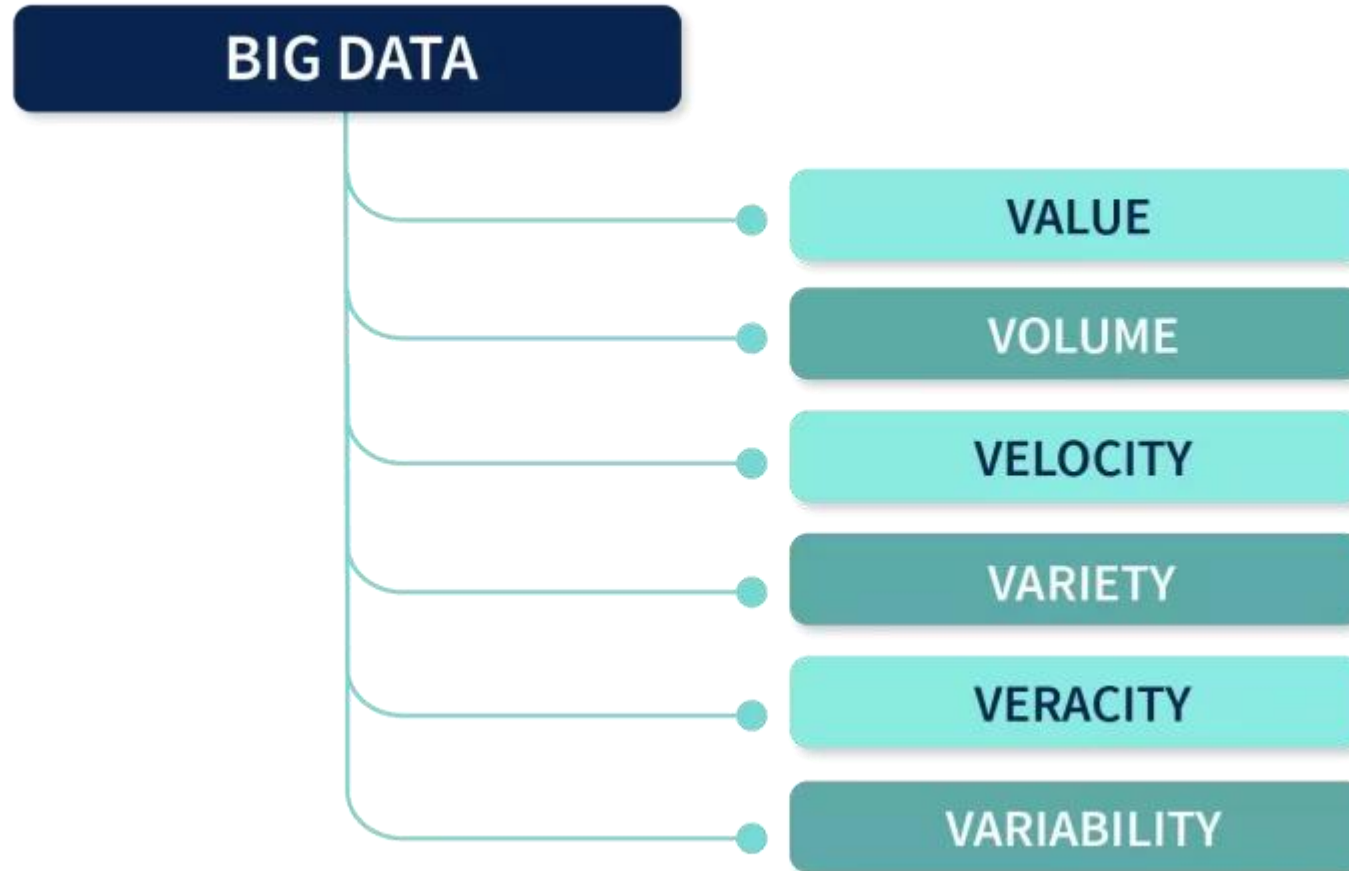 BIG DATA
VALUE
VOLUME
VELOCITY
VARIETY
VERACITY
VARIABILITY